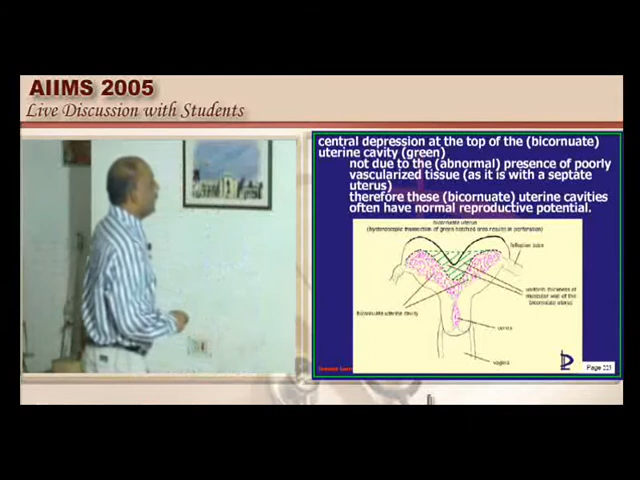 AIIMS 2005
Live Discussion with Students
central depression at the top of the (bicornuate)
uterine cavity (green)
not due to the (abnormal) presence of poorly
vascularized tissue (as it is with a septate
uterus)
therefore these (bicornuate) uterine cavities
often have normal reproductive potential.
bicornuate uterus
(hysteroscopic transection of green hatched area results in perforation)
fallopian tube
uniform thickness of
muscular wall of the
bicornuate uterus
bicornuate uterine cavity
cervix
vagina
Page 221